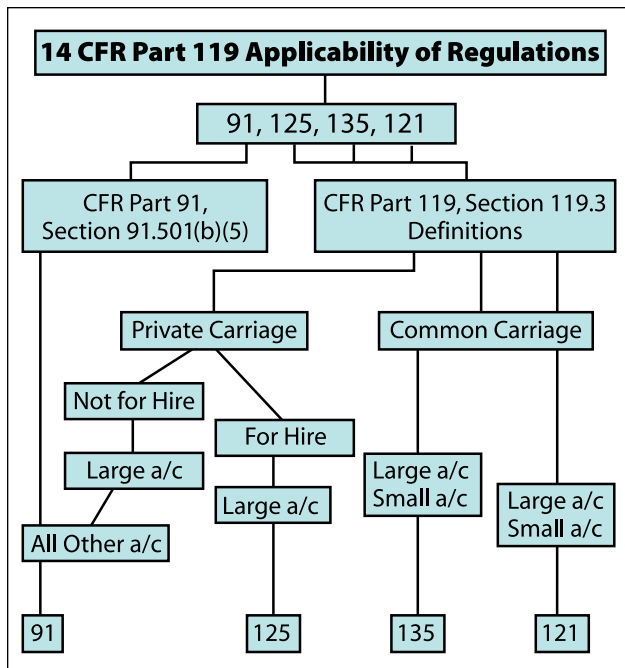 14 CFR Part 119 Applicability of Regulations
91, 125, 135, 121
CFR Part 91,
Section 91.501(b)(5)
CFR Part 119, Section 119.3
Definitions
Private Carriage
Common Carriage
Not for Hire
For Hire
Large a/c
Large a/c
Small a/c
Large a/c
Large a/c
Small a/c
All Other a/c
91
125
135
121